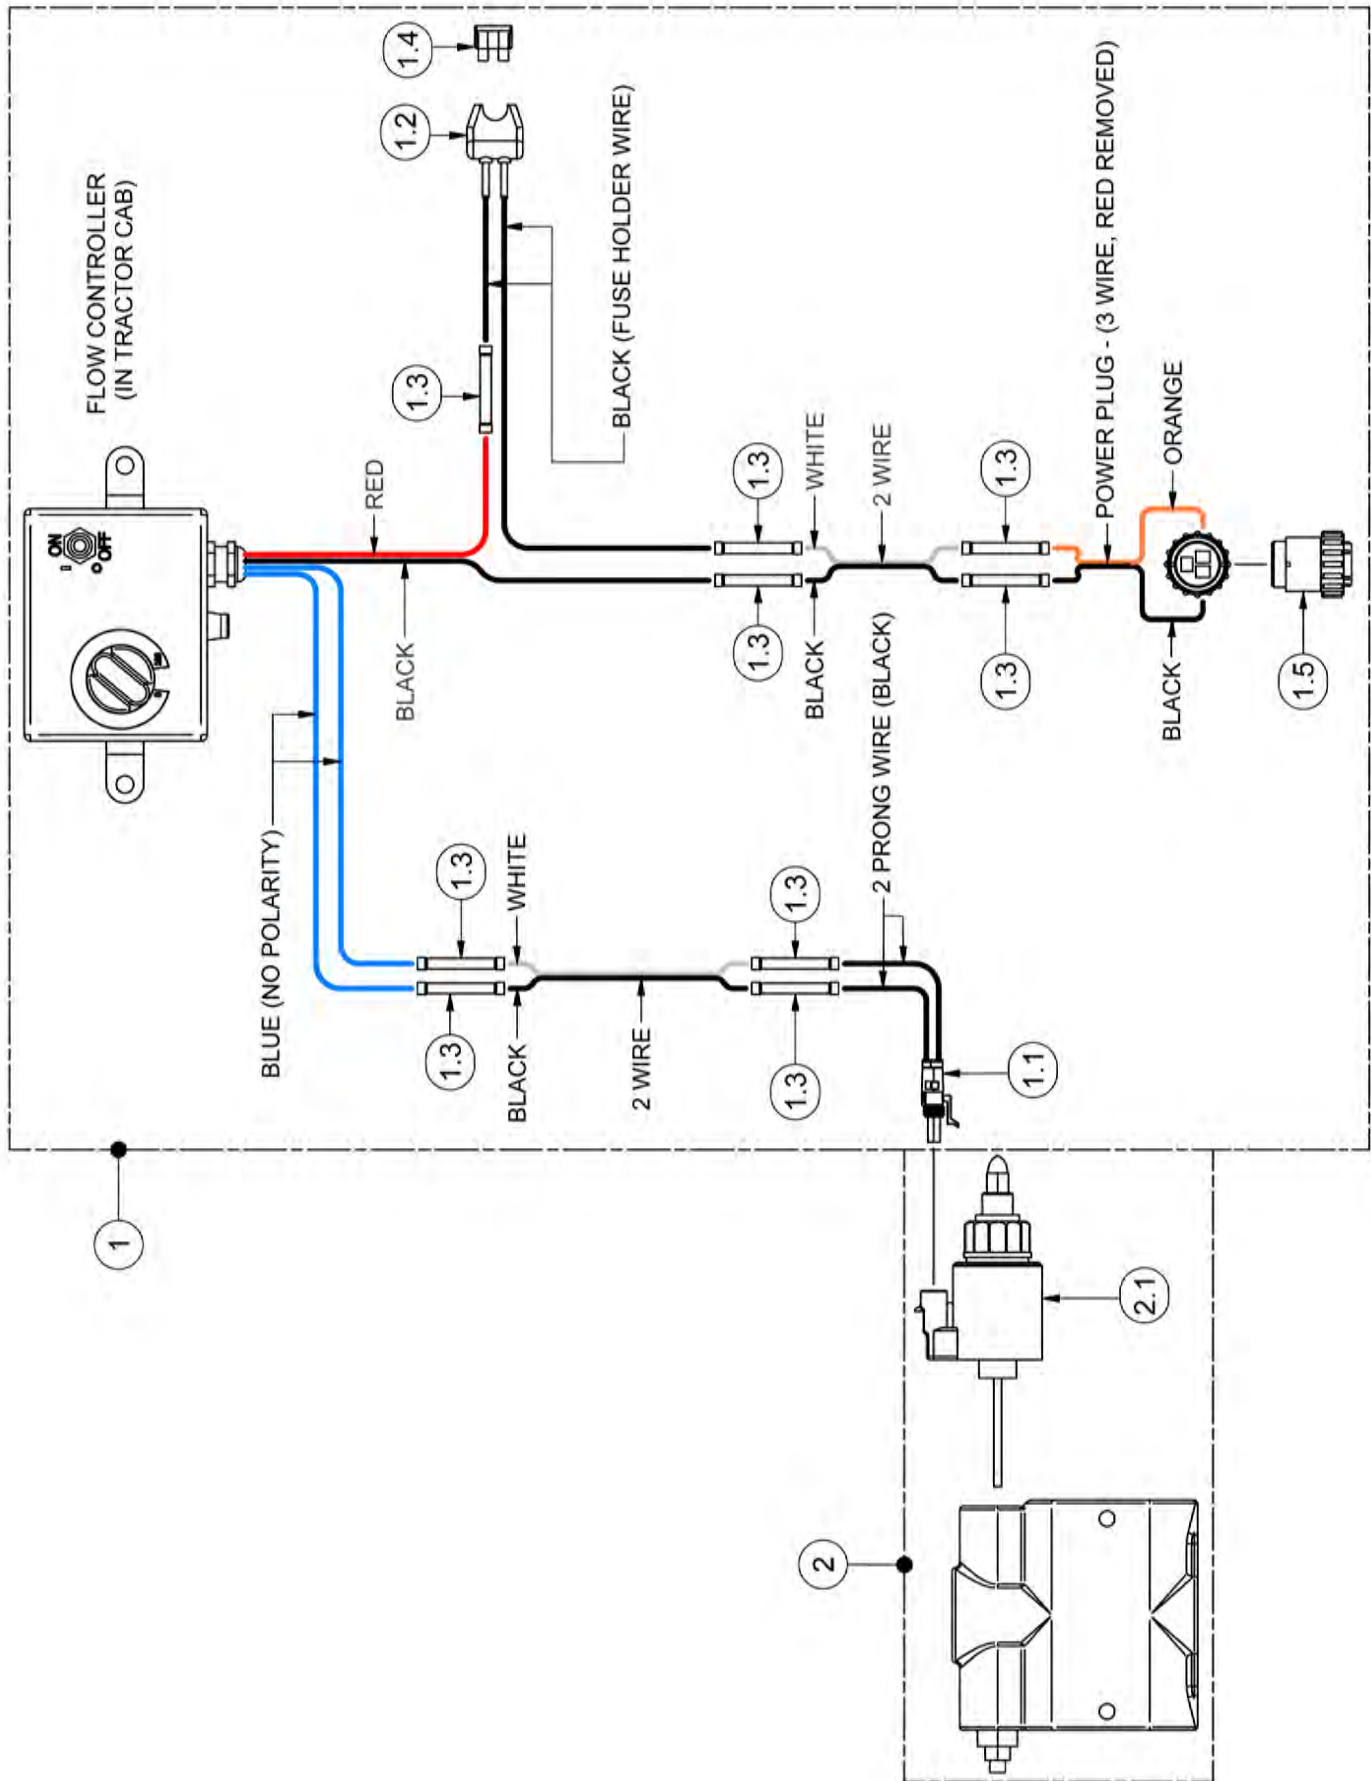 FLOW CONTROLLER
(IN TRACTOR CAB)
ON
I
O
OFF
1.4
1.2
BLACK (FUSE HOLDER WIRE)
1.3
RED
BLACK
BLUE (NO POLARITY)
1.3
WHITE
1.3
BLACK
2 WIRE
1.3
1.3
2 PRONG WIRE (BLACK)
1.1
1.3
WHITE
1.3
BLACK
2 WIRE
1.3
1.3
POWER PLUG - (3 WIRE, RED REMOVED)
ORANGE
BLACK
1.5
1
2
2.1